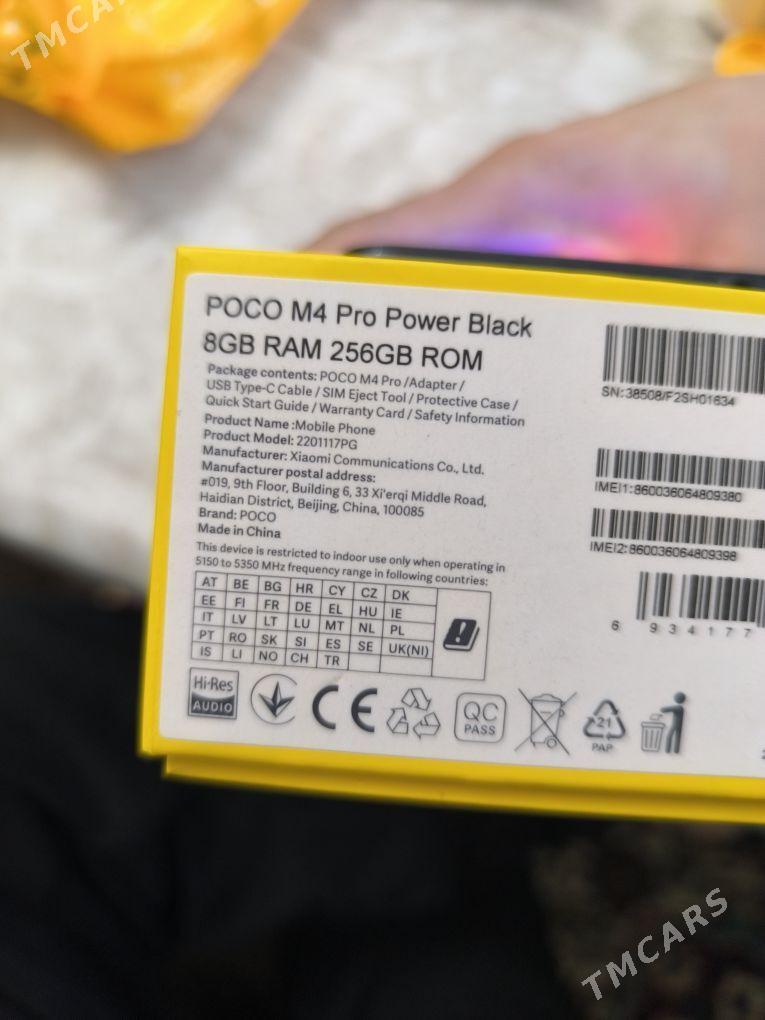 TMCARS
POCO M4 Pro Power Black
8GB RAM 256GB ROM
Package contents: POCO M4 Pro /Adapter /
USB Type-C Cable / SIM Eject Tool / Protective Case /
Quick Start Guide / Warranty Card / Safety Information
Product Name :Mobile Phone
Product Model: 2201117PG
Manufacturer: Xiaomi Communications Co., Ltd.
Manufacturer postal address:
#019, 9th Floor, Building 6, 33 Xi'erqi Middle Road,
Haidian District, Beijing, China, 100085
Brand: POCO
Made in China
This device is restricted to indoor use only when operating in
5150 to 5350 MHz frequency range in following countries:
AT BE BG HR CY CZ DK
EE FI FR DE EL HU IE
IT LV LT LU MT NL PL
PT RO SK SI ES SE UK(NI)
IS LI NO CH TR
SN:38508/F2SH01634
IMEI1:860036064809380
IMEI2:860036064809398
6 934177
Hi-Res
AUDIO
CE
QC
PASS
21
PAP
TMCARS